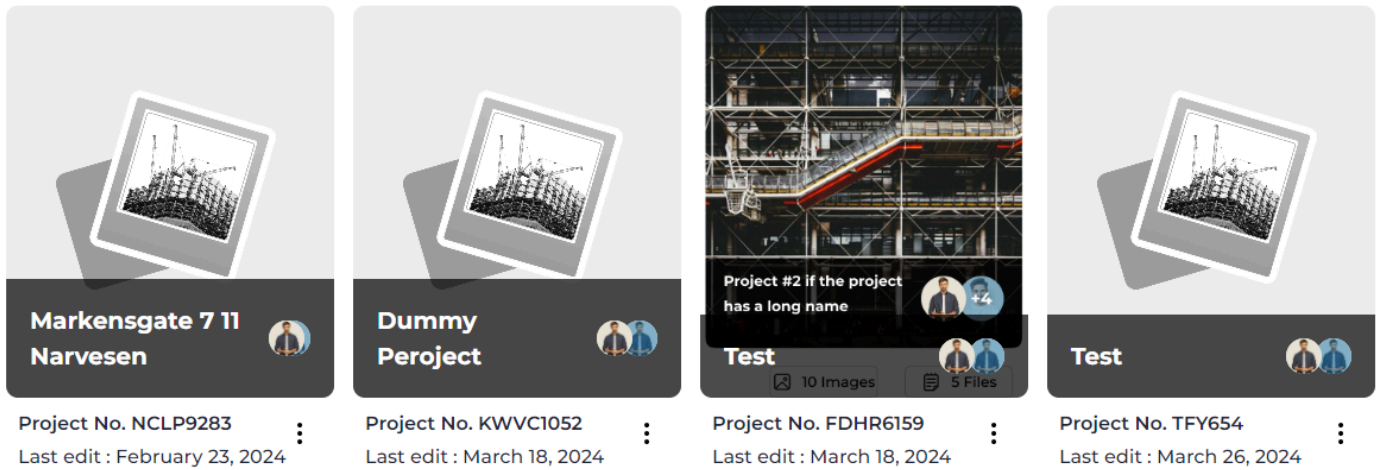 Markensgate 7 11
Narvesen
Project No. NCLP9283
Last edit : February 23, 2024
Dummy
Peroject
Project No. KWVC1052
Last edit : March 18, 2024
Project #2 if the project
has a long name
+4
Test
10 Images
5 Files
Project No. FDHR6159
Last edit : March 18, 2024
Test
Project No. TFY654
Last edit : March 26, 2024